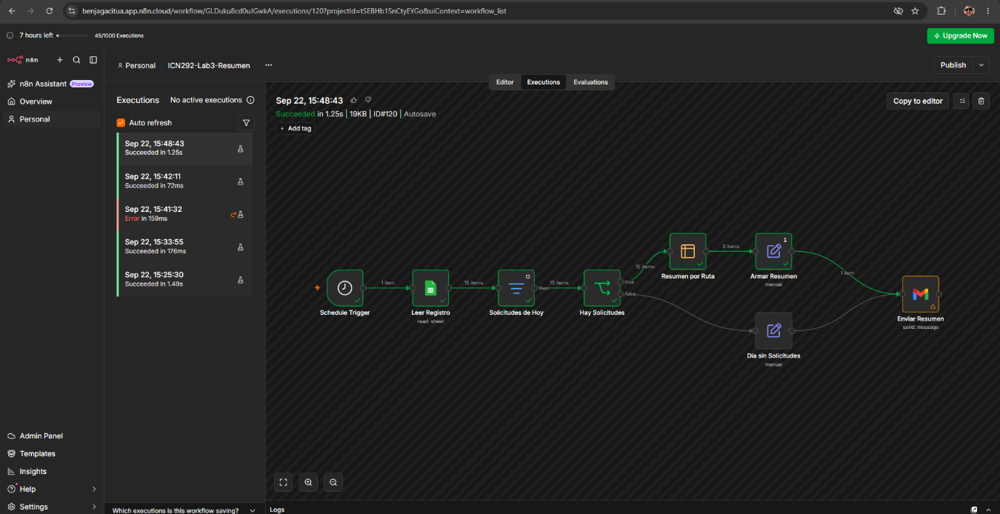 benjagacitua.app.n8n.cloud/workflow/GLDuku8cd0uJGwkA/executions/120?projectId=tSEBHb1SnCtyEYGo&uiContext=workflow_list
7 hours left
45/1000 Executions
Upgrade Now
n8n
Personal / ICN292-Lab3-Resumen ...
Publish
n8n Assistant Preview
Overview
Personal
Editor
Executions
Evaluations
Executions
No active executions
Auto refresh
Sep 22, 15:48:43
Succeeded in 1.25s
Sep 22, 15:42:11
Succeeded in 72ms
Sep 22, 15:41:32
Error in 159ms
Sep 22, 15:33:55
Succeeded in 176ms
Sep 22, 15:25:30
Succeeded in 1.49s
Sep 22, 15:48:43
Succeeded in 1.25s | 19KB | ID#120 | Autosave
+ Add tag
Copy to editor
Schedule Trigger
1 item
Leer Registro
read: sheet
15 items
Solicitudes de Hoy
Kept
15 items
Hay Solicitudes
true
false
15 items
Resumen por Ruta
3 items
1
Armar Resumen
manual
1 item
Dia sin Solicitudes
manual
Enviar Resumen
send: message
Admin Panel
Templates
Insights
Help
Settings
Which executions is this workflow saving?
Logs